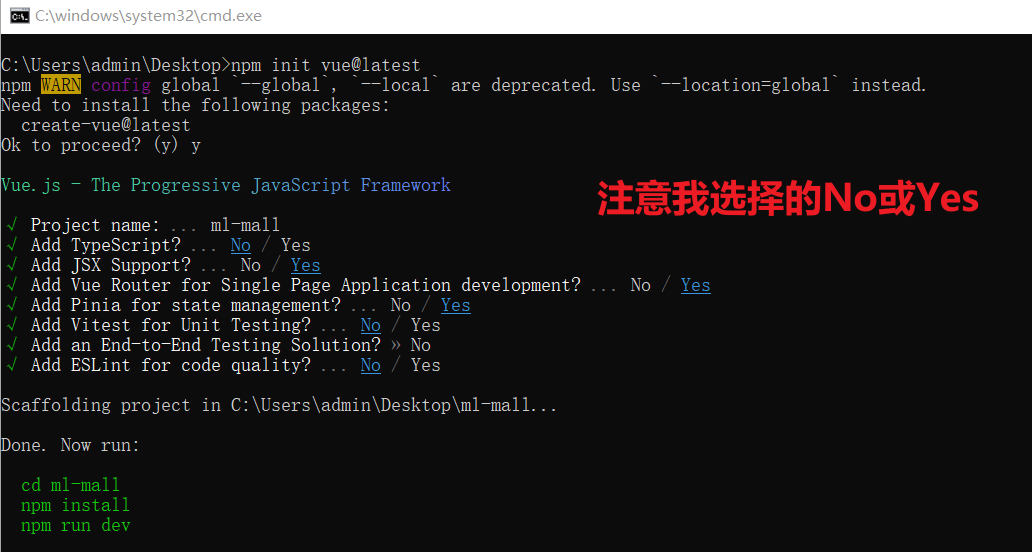 C:\windows\system32\cmd.exe
C:\Users\admin\Desktop>npm init vue@latest
npm WARN config global `--global`, `--local` are deprecated. Use `--location=global` instead.
Need to install the following packages:
  create-vue@latest
Ok to proceed? (y) y
Vue.js - The Progressive JavaScript Framework
注意我选择的No或Yes
√ Project name: ... ml-mall
√ Add TypeScript? ... No / Yes
√ Add JSX Support? ... No / Yes
√ Add Vue Router for Single Page Application development? ... No / Yes
√ Add Pinia for state management? ... No / Yes
√ Add Vitest for Unit Testing? ... No / Yes
√ Add an End-to-End Testing Solution? » No
√ Add ESLint for code quality? ... No / Yes
Scaffolding project in C:\Users\admin\Desktop\ml-mall...
Done. Now run:
  cd ml-mall
  npm install
  npm run dev